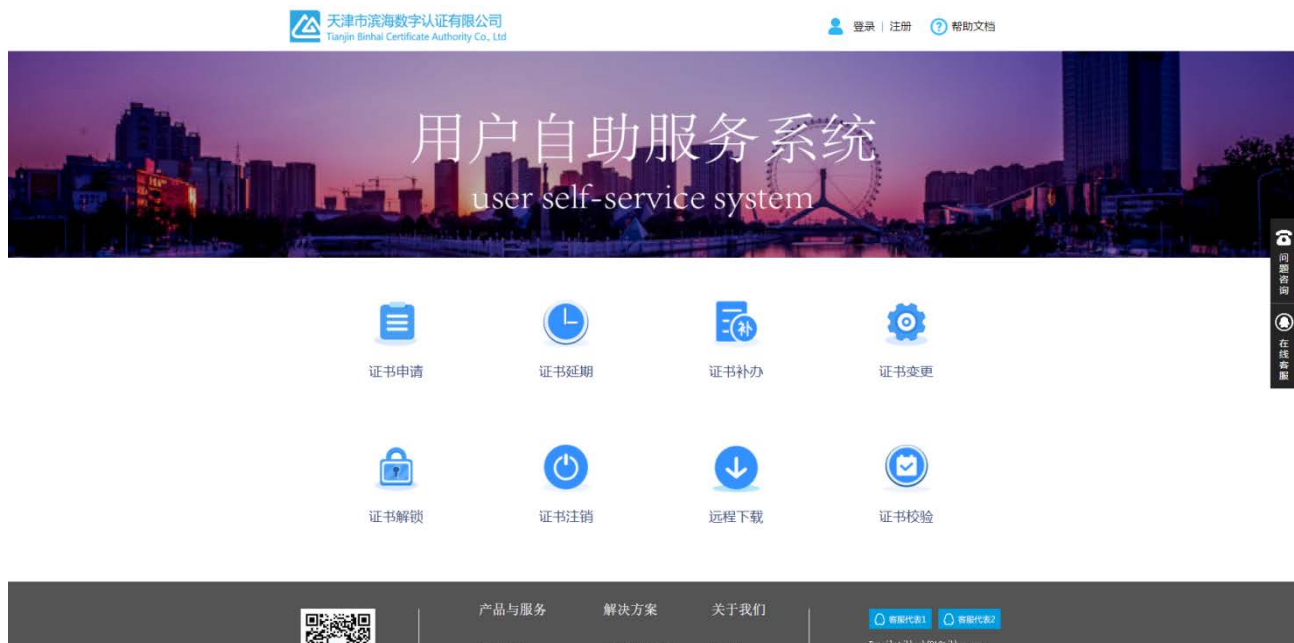 天津市滨海数字认证有限公司
Tianjin Binhai Certificate Authority Co., Ltd
登录 | 注册
帮助文档
用户自助服务系统
user self-service system
问题咨询
在线客服
证书申请
证书延期
证书补办
证书变更
证书解锁
证书注销
远程下载
证书校验
产品与服务
解决方案
关于我们
客服代表1
客服代表2